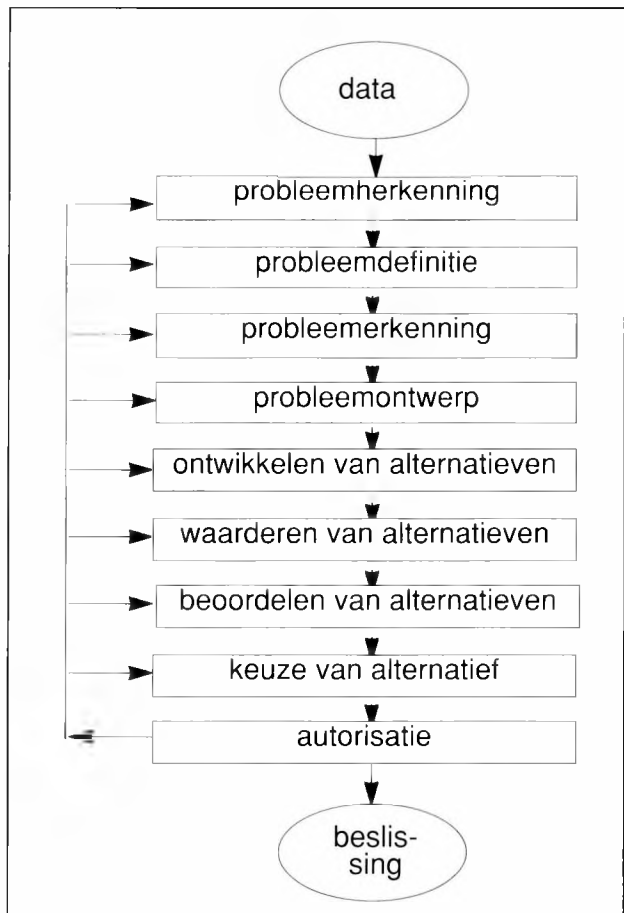 data
probleemherkenning
probleemdefinitie
probleemerkenning
probleemontwerp
ontwikkelen van alternatieven
waarderen van alternatieven
beoordelen van alternatieven
keuze van alternatief
autorisatie
beslis-
sing